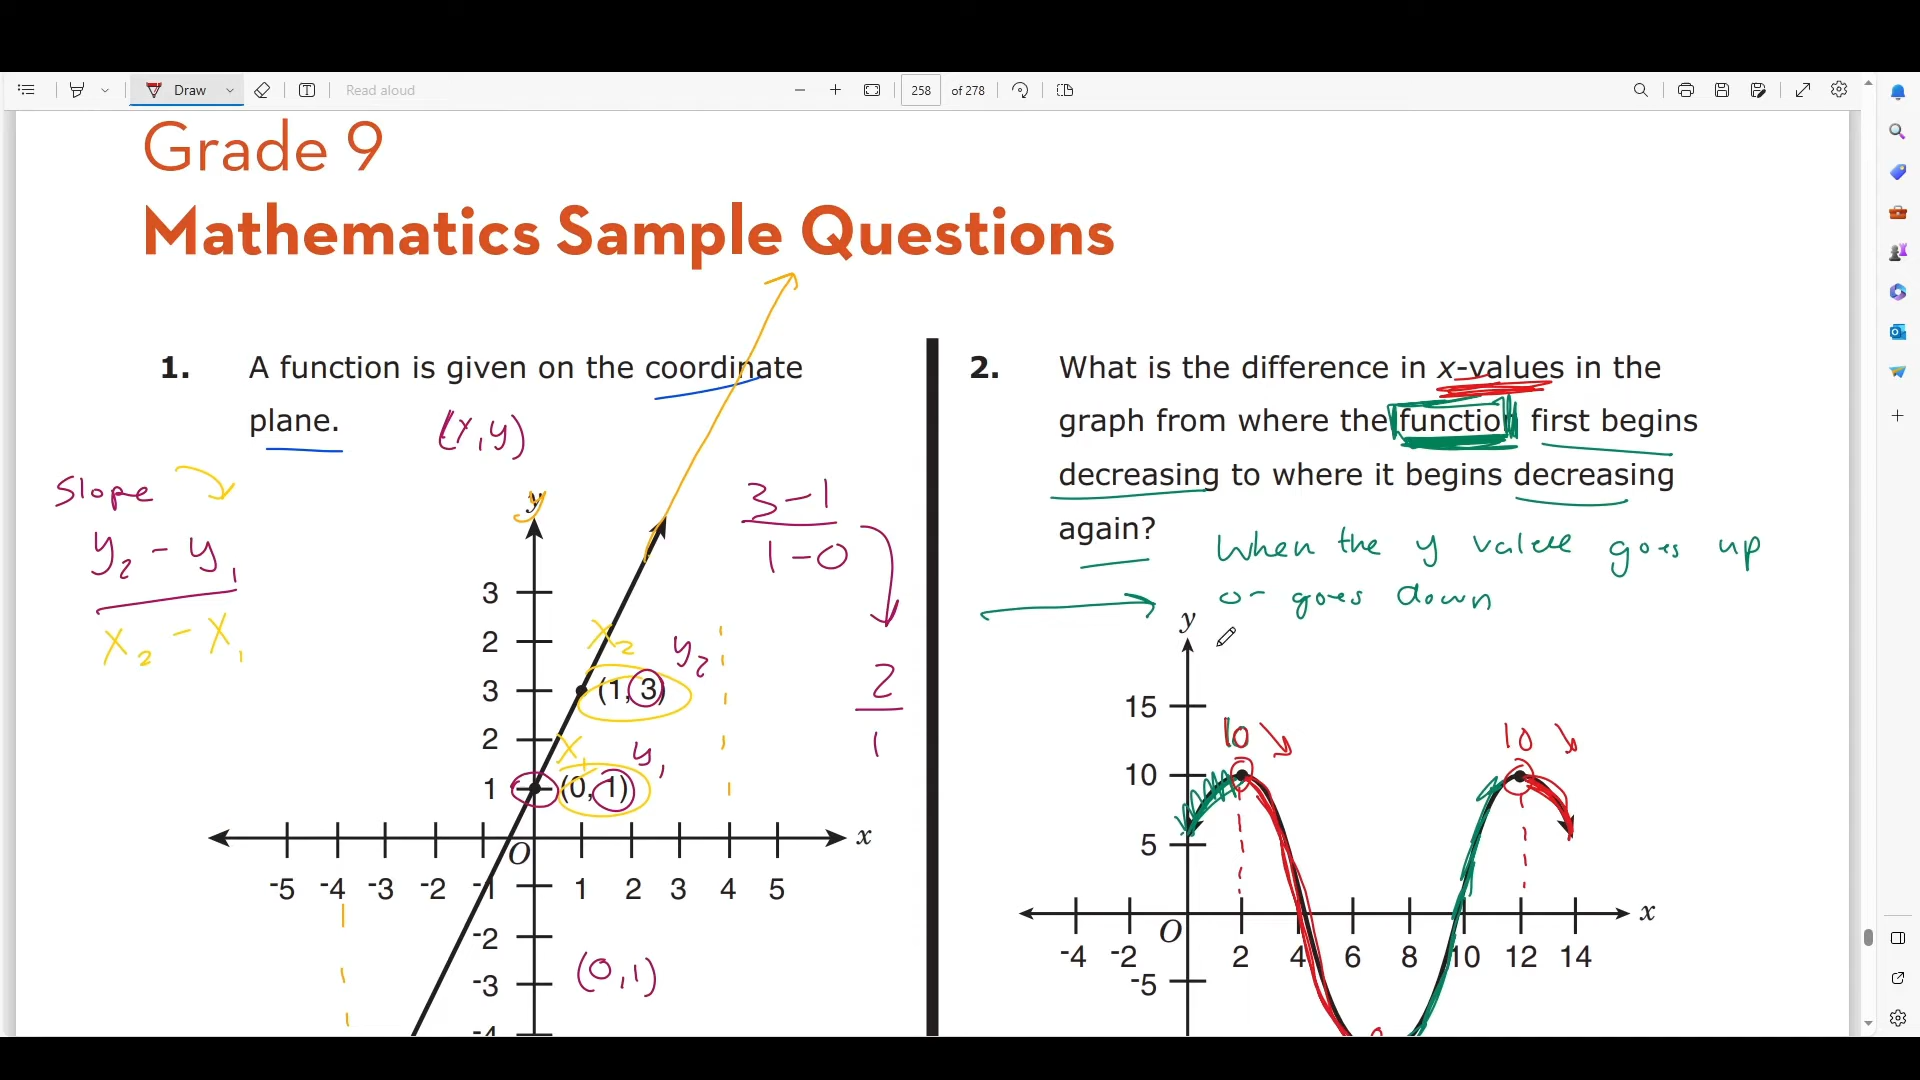 Draw
Read aloud
258 of 278
Grade 9
Mathematics Sample Questions
1. A function is given on the coordinate
plane.
(x,y)
Slope
y₂ - y₁
x₂ - x₁
y
3 - 1
1 - 0
2
1
3
2
3
2
1
x₂
y₂
(1, 3)
x₁
y₁
(0, 1)
x
O
-5 -4 -3 -2 -1 1 2 3 4 5
-2
-3
-4
(0,1)
2. What is the difference in x-values in the
graph from where the function first begins
decreasing to where it begins decreasing
again?
When the y value goes up
or goes down
y
15
10
5
10
10
x
O
-4 -2 2 4 6 8 10 12 14
-5